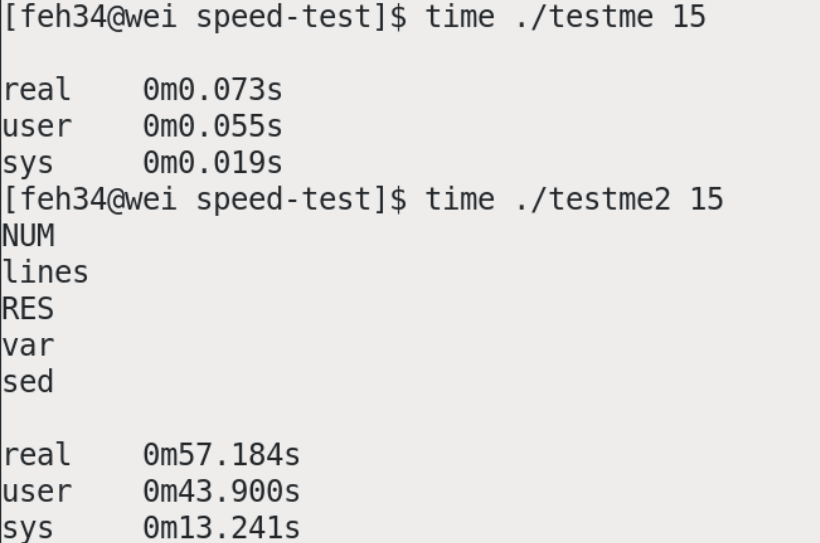 [feh34@wei speed-test]$ time ./testme 15

real    0m0.073s
user    0m0.055s
sys     0m0.019s
[feh34@wei speed-test]$ time ./testme2 15
NUM
lines
RES
var
sed

real    0m57.184s
user    0m43.900s
sys     0m13.241s